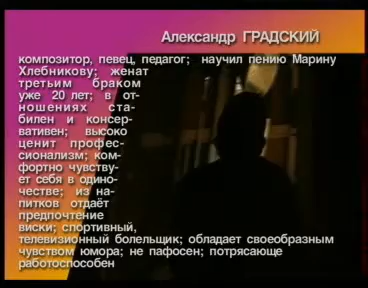 Александр ГРАДСКИЙ
композитор, певец, педагог; научил пению Марину
Хлебникову; женат
третьим браком
уже 20 лет; в от-
ношениях ста-
билен и консер-
вативен; высоко
ценит профес-
сионализм; ком-
фортно чувству-
ет себя в одино-
честве; из на-
питков отдаёт
предпочтение
виски; спортивный,
телевизионный болельщик; обладает своеобразным
чувством юмора; не пафосен; потрясающе
работоспособен